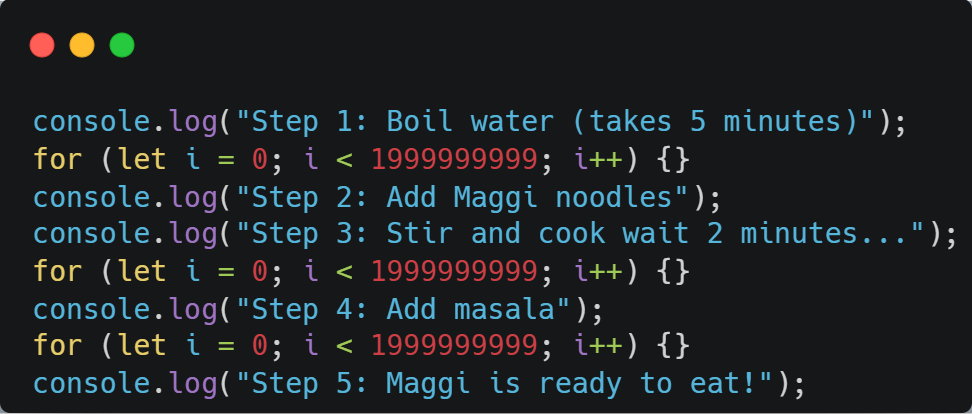 console.log("Step 1: Boil water (takes 5 minutes)");
for (let i = 0; i < 1999999999; i++) {}
console.log("Step 2: Add Maggi noodles");
console.log("Step 3: Stir and cook wait 2 minutes...");
for (let i = 0; i < 1999999999; i++) {}
console.log("Step 4: Add masala");
for (let i = 0; i < 1999999999; i++) {}
console.log("Step 5: Maggi is ready to eat!");